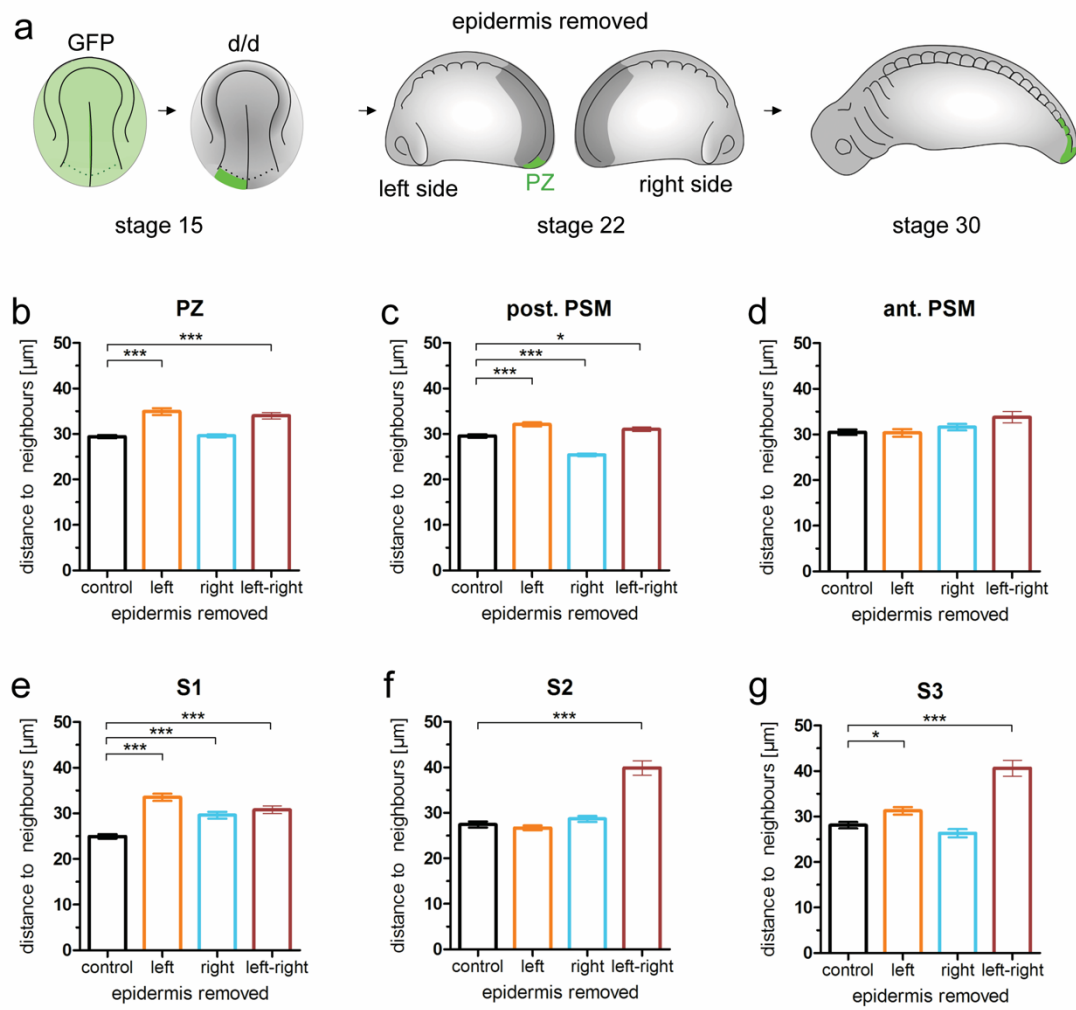 a
epidermis removed
GFP
d/d
left side
PZ
right side
stage 15
stage 22
stage 30
b
PZ
distance to neighbours [µm]
50
40
30
20
10
0
***
***
control left right left-right
epidermis removed
c
post. PSM
distance to neighbours [µm]
50
40
30
20
10
0
*
***
***
control left right left-right
epidermis removed
d
ant. PSM
distance to neighbours [µm]
50
40
30
20
10
0
control left right left-right
epidermis removed
e
S1
distance to neighbours [µm]
50
40
30
20
10
0
***
***
***
control left right left-right
epidermis removed
f
S2
distance to neighbours [µm]
50
40
30
20
10
0
***
control left right left-right
epidermis removed
g
S3
distance to neighbours [µm]
50
40
30
20
10
0
***
*
control left right left-right
epidermis removed